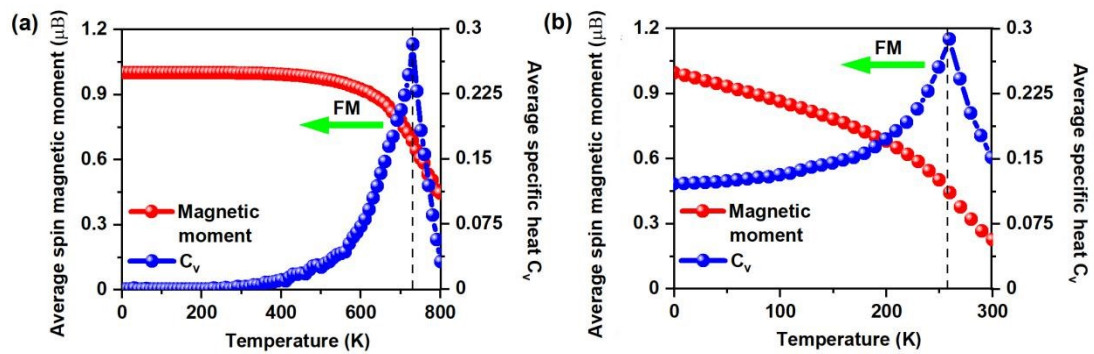 (a)
Average spin magnetic moment (μB)
1.2
0.9
0.6
0.3
0
FM
Magnetic
moment
Cv
0.3
0.225
0.15
0.075
0
Average specific heat Cv
0 200 400 600 800
Temperature (K)
(b)
Average spin magnetic moment (μB)
1.2
0.9
0.6
0.3
0
FM
Magnetic
moment
Cv
0.3
0.225
0.15
0.075
0
Average specific heat Cv
0 100 200 300
Temperature (K)